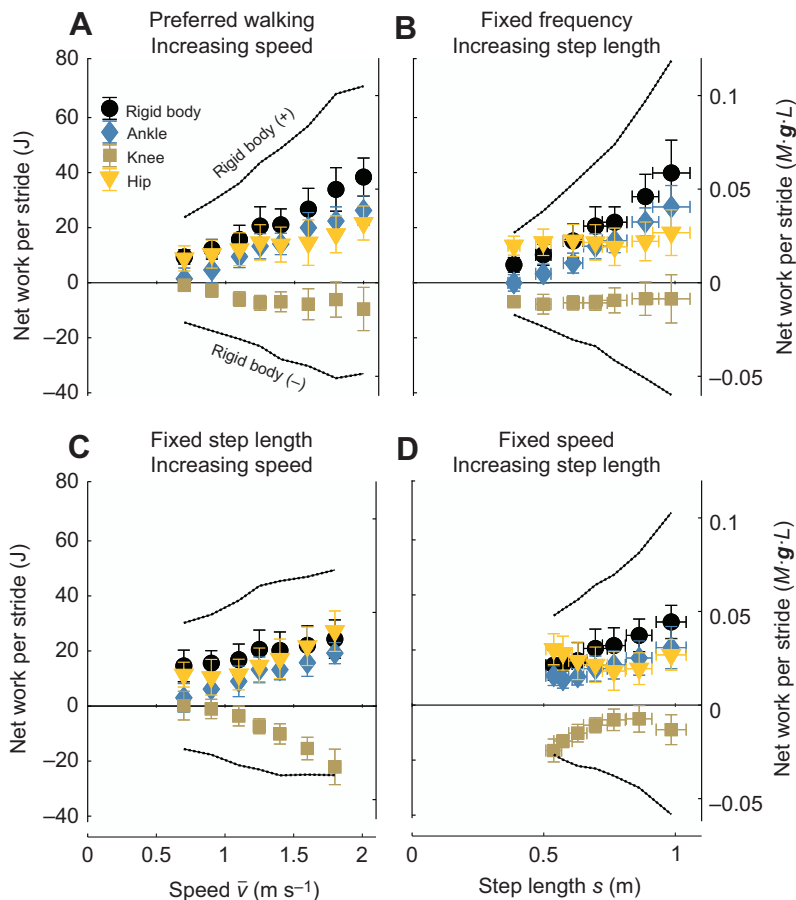 A
Preferred walking
Increasing speed
B
Fixed frequency
Increasing step length
80
60
40
20
0
–20
–40
Net work per stride (J)
Rigid body
Ankle
Knee
Hip
Rigid body (+)
Rigid body (–)
0.1
0.05
0
–0.05
Net work per stride (M·g·L)
C
Fixed step length
Increasing speed
D
Fixed speed
Increasing step length
80
60
40
20
0
–20
–40
Net work per stride (J)
0.1
0.05
0
–0.05
Net work per stride (M·g·L)
0 0.5 1 1.5 2
Speed v̄ (m s⁻¹)
0 0.5 1
Step length s (m)